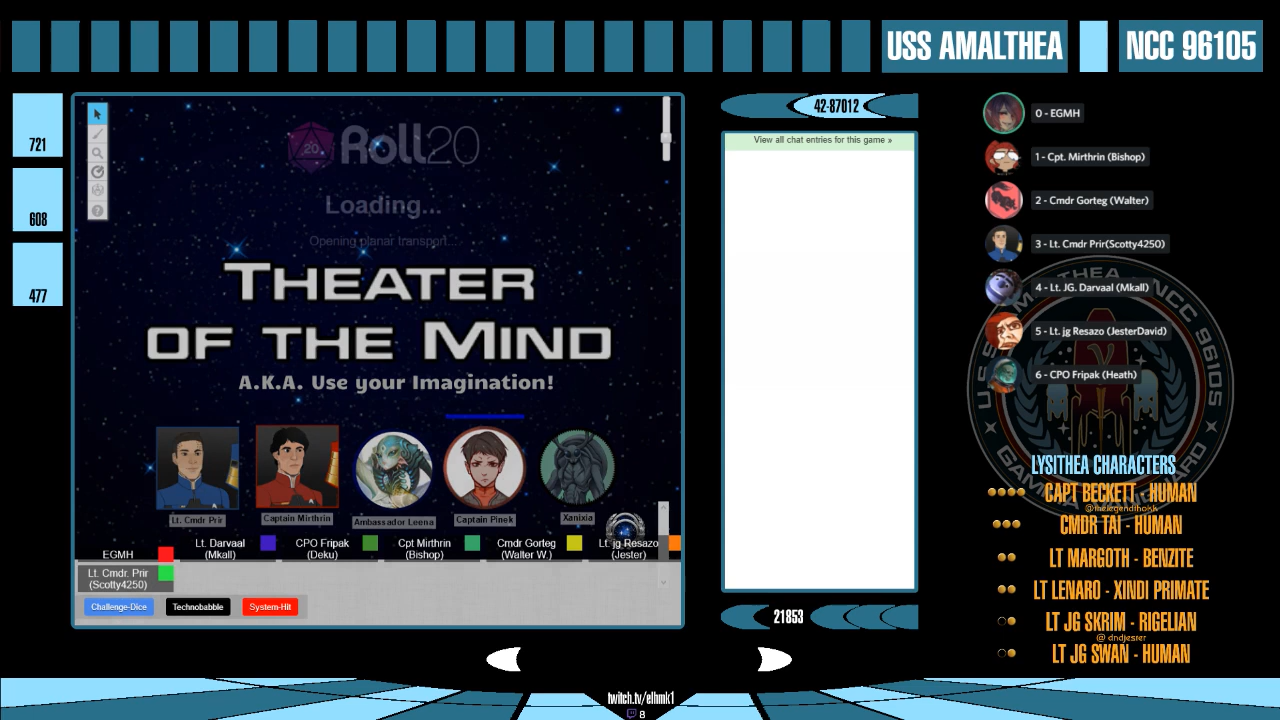 USS AMALTHEA
NCC 96105
721
608
477
20
Roll20
Loading...
Opening planar transport...
THEATER
OF THE MIND
A.K.A. Use your Imagination!
Lt. Cmdr Prir
Captain Mirthrin
Ambassador Leena
Captain Pinek
Xanixia
EGMH
Lt. Darvaal
(Mkall)
CPO Fripak
(Deku)
Cpt Mirthrin
(Bishop)
Cmdr Gorteg
(Walter W.)
Lt. jg Resazo
(Jester)
Lt. Cmdr. Prir
(Scotty4250)
Challenge-Dice
Technobabble
System-Hit
42-87012
View all chat entries for this game »
21853
0 - EGMH
1 - Cpt. Mirthrin (Bishop)
2 - Cmdr Gorteg (Walter)
3 - Lt. Cmdr Prir(Scotty4250)
4 - Lt. JG. Darvaal (Mkall)
5 - Lt. jg Resazo (JesterDavid)
6 - CPO Fripak (Heath)
NCC 96105
LYSITHEA CHARACTERS
CAPT BECKETT - HUMAN
CMDR TAI - HUMAN
LT MARGOTH - BENZITE
LT LENARO - XINDI PRIMATE
LT JG SKRIM - RIGELIAN
@ dndjester
LT JG SWAN - HUMAN
twitch.tv/elhmk1
8